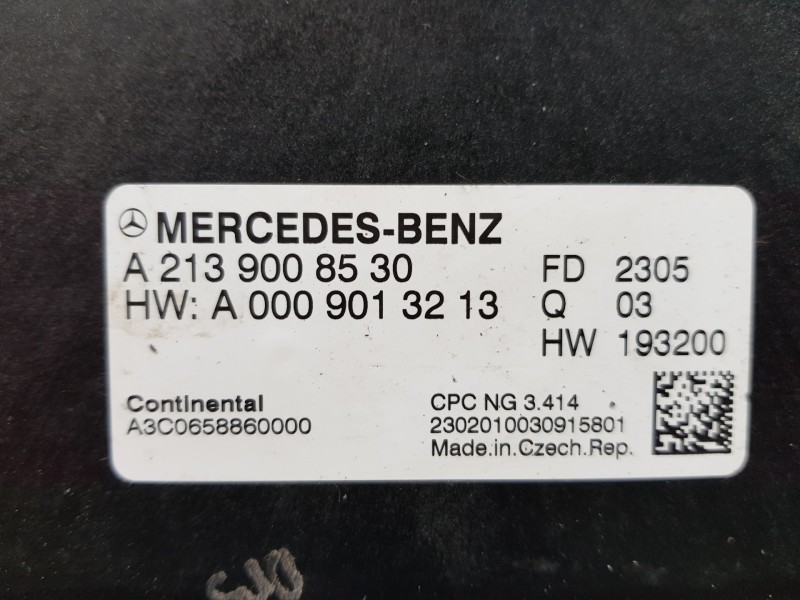 MERCEDES-BENZ
A 213 900 85 30 FD 2305
HW: A 000 901 32 13 Q 03
HW 193200
Continental CPC NG 3.414
A3C0658860000 2302010030915801
Made.in.Czech.Rep.